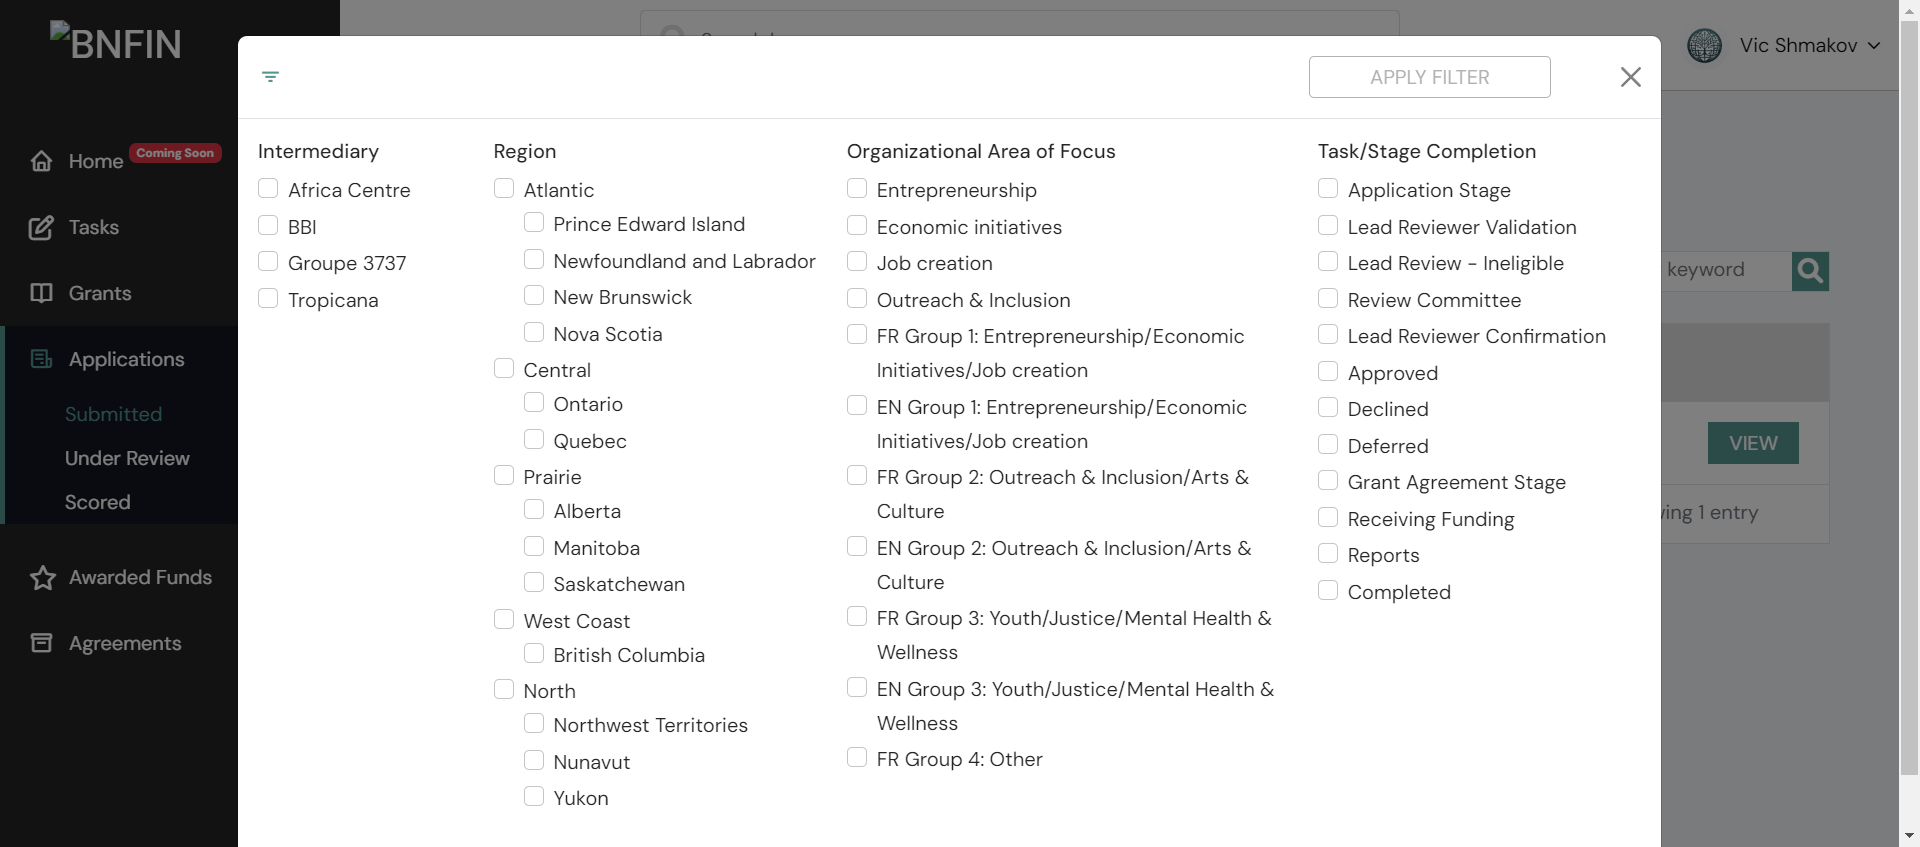 BNFIN
Home Coming Soon
Tasks
Grants
Applications
Submitted
Under Review
Scored
Awarded Funds
Agreements
Vic Shmakov
APPLY FILTER
Intermediary
Africa Centre
BBI
Groupe 3737
Tropicana
Region
Atlantic
Prince Edward Island
Newfoundland and Labrador
New Brunswick
Nova Scotia
Central
Ontario
Quebec
Prairie
Alberta
Manitoba
Saskatchewan
West Coast
British Columbia
North
Northwest Territories
Nunavut
Yukon
Organizational Area of Focus
Entrepreneurship
Economic initiatives
Job creation
Outreach & Inclusion
FR Group 1: Entrepreneurship/Economic
Initiatives/Job creation
EN Group 1: Entrepreneurship/Economic
Initiatives/Job creation
FR Group 2: Outreach & Inclusion/Arts &
Culture
EN Group 2: Outreach & Inclusion/Arts &
Culture
FR Group 3: Youth/Justice/Mental Health &
Wellness
EN Group 3: Youth/Justice/Mental Health &
Wellness
FR Group 4: Other
Task/Stage Completion
Application Stage
Lead Reviewer Validation
Lead Review - Ineligible
Review Committee
Lead Reviewer Confirmation
Approved
Declined
Deferred
Grant Agreement Stage
Receiving Funding
Reports
Completed
keyword
VIEW
1 entry